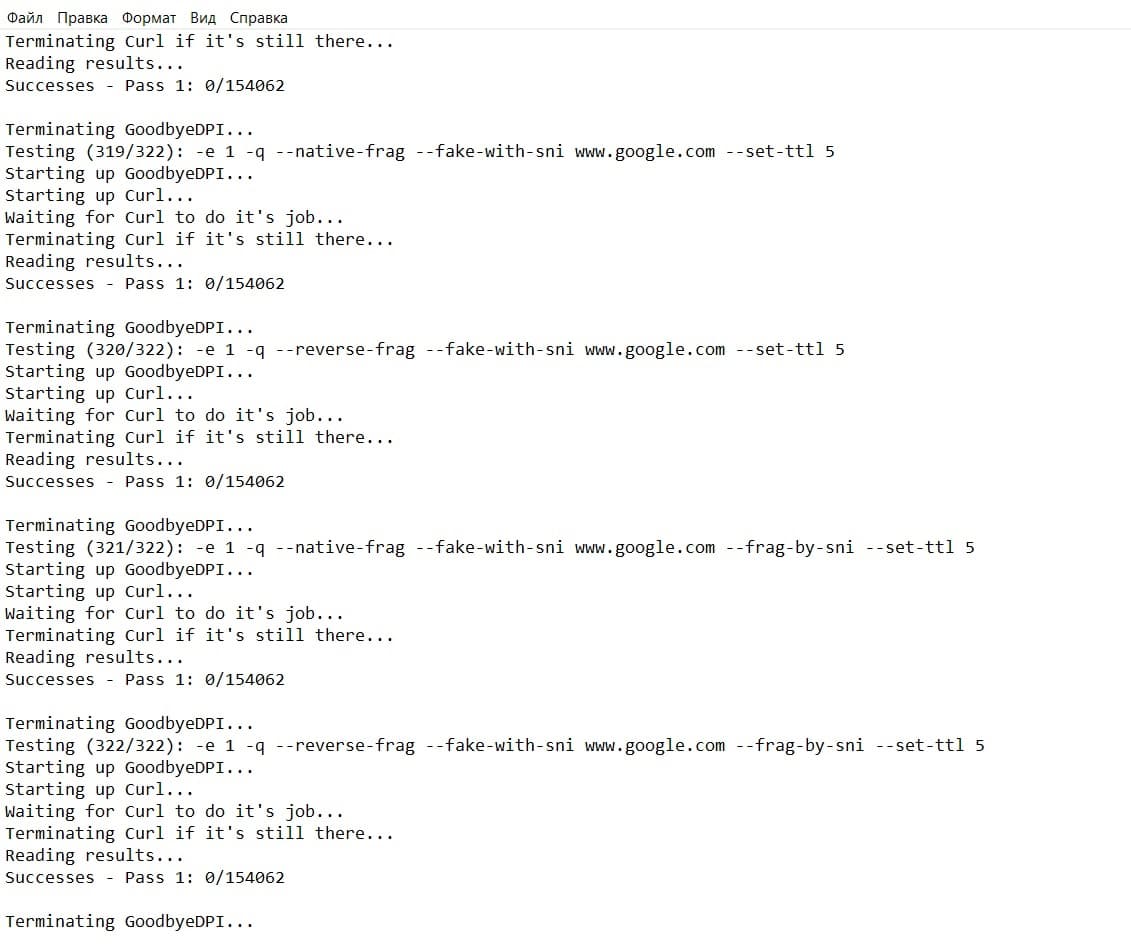 Файл Правка Формат Вид Справка
Terminating Curl if it's still there...
Reading results...
Successes - Pass 1: 0/154062
Terminating GoodbyeDPI...
Testing (319/322): -e 1 -q --native-frag --fake-with-sni www.google.com --set-ttl 5
Starting up GoodbyeDPI...
Starting up Curl...
Waiting for Curl to do it's job...
Terminating Curl if it's still there...
Reading results...
Successes - Pass 1: 0/154062
Terminating GoodbyeDPI...
Testing (320/322): -e 1 -q --reverse-frag --fake-with-sni www.google.com --set-ttl 5
Starting up GoodbyeDPI...
Starting up Curl...
Waiting for Curl to do it's job...
Terminating Curl if it's still there...
Reading results...
Successes - Pass 1: 0/154062
Terminating GoodbyeDPI...
Testing (321/322): -e 1 -q --native-frag --fake-with-sni www.google.com --frag-by-sni --set-ttl 5
Starting up GoodbyeDPI...
Starting up Curl...
Waiting for Curl to do it's job...
Terminating Curl if it's still there...
Reading results...
Successes - Pass 1: 0/154062
Terminating GoodbyeDPI...
Testing (322/322): -e 1 -q --reverse-frag --fake-with-sni www.google.com --frag-by-sni --set-ttl 5
Starting up GoodbyeDPI...
Starting up Curl...
Waiting for Curl to do it's job...
Terminating Curl if it's still there...
Reading results...
Successes - Pass 1: 0/154062
Terminating GoodbyeDPI...